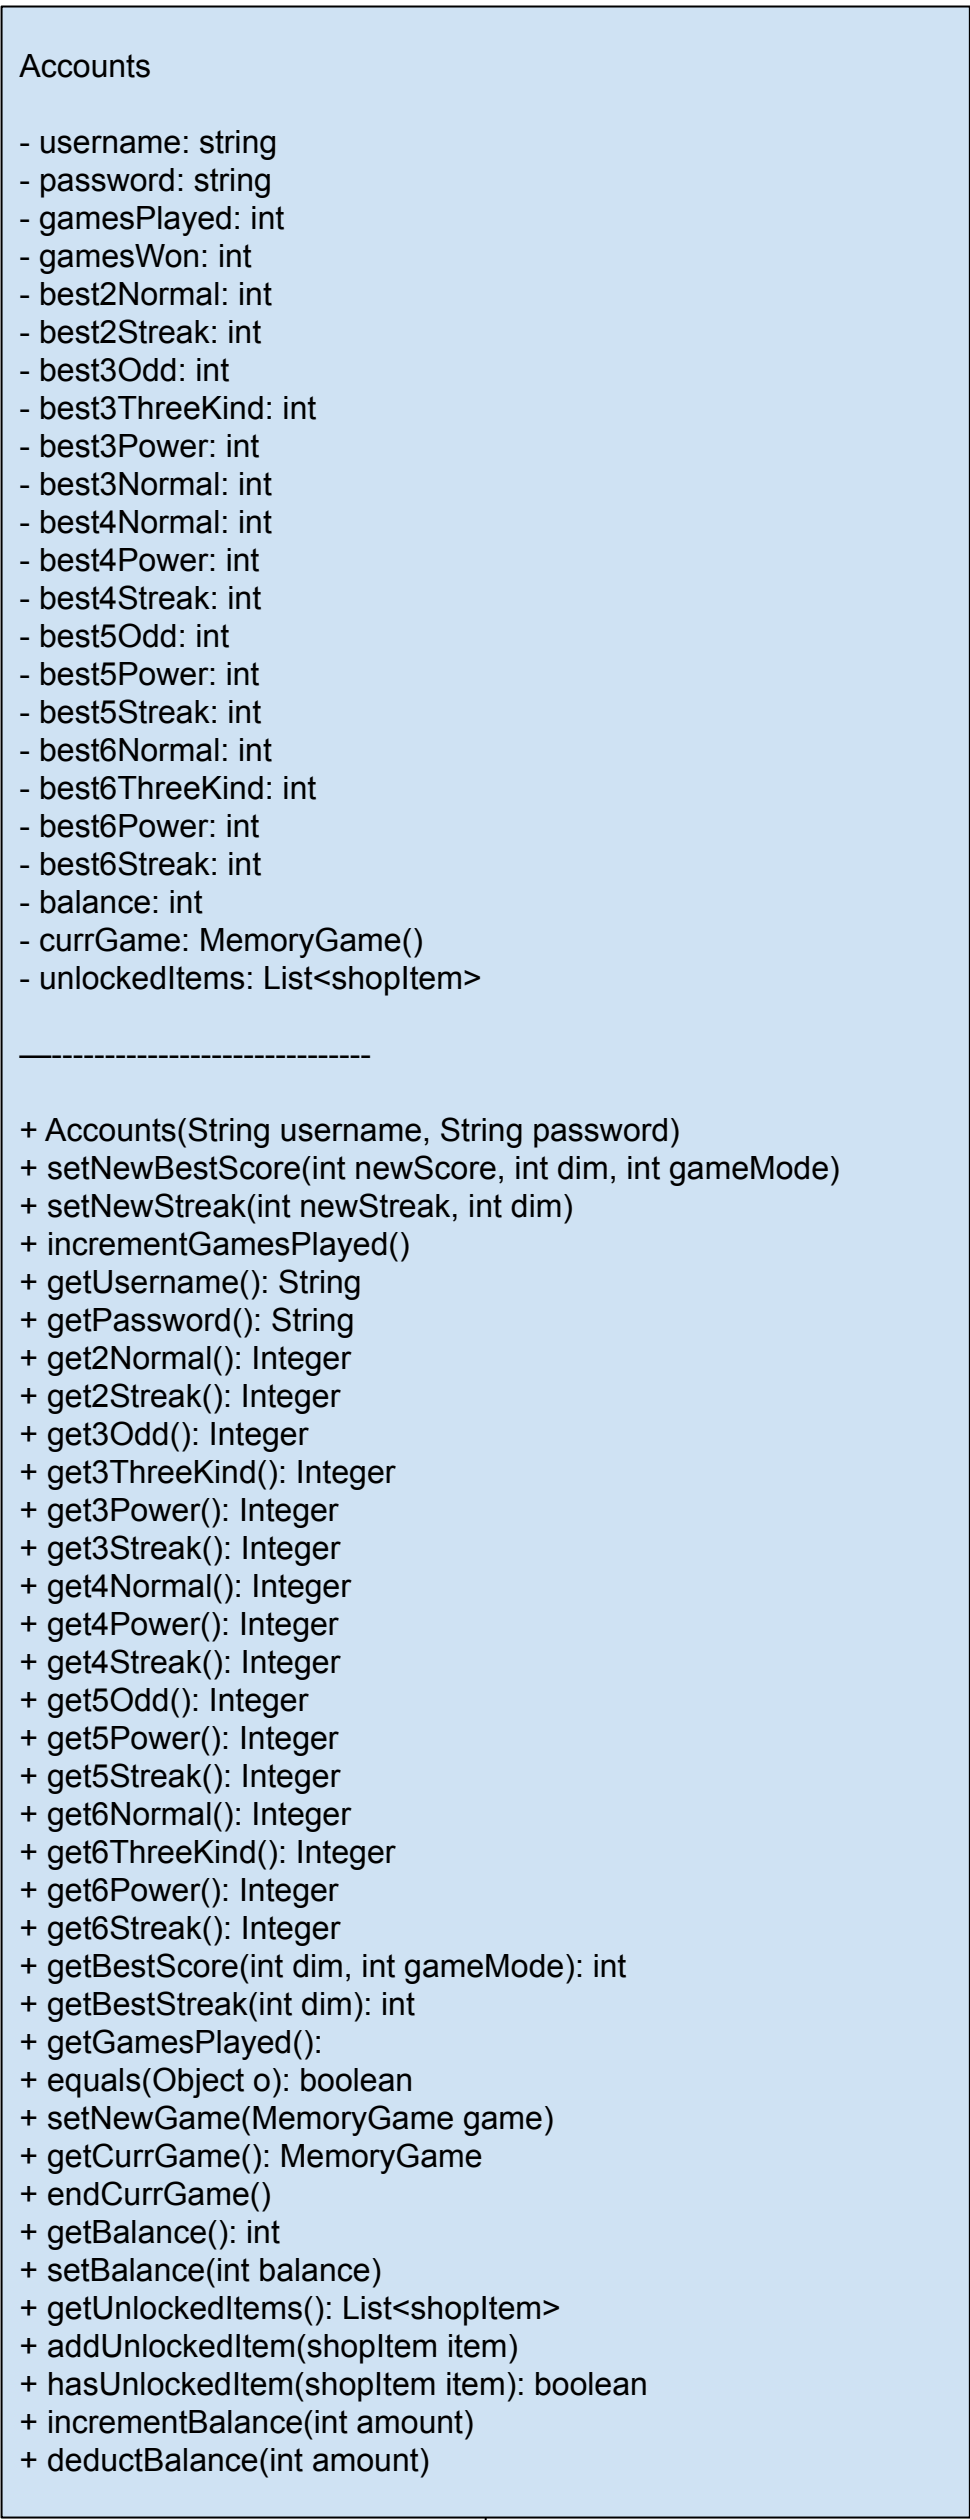 Accounts
- username: string
- password: string
- gamesPlayed: int
- gamesWon: int
- best2Normal: int
- best2Streak: int
- best3Odd: int
- best3ThreeKind: int
- best3Power: int
- best3Normal: int
- best4Normal: int
- best4Power: int
- best4Streak: int
- best5Odd: int
- best5Power: int
- best5Streak: int
- best6Normal: int
- best6ThreeKind: int
- best6Power: int
- best6Streak: int
- balance: int
- currGame: MemoryGame()
- unlockedItems: List<shopItem>
—------------------------------
+ Accounts(String username, String password)
+ setNewBestScore(int newScore, int dim, int gameMode)
+ setNewStreak(int newStreak, int dim)
+ incrementGamesPlayed()
+ getUsername(): String
+ getPassword(): String
+ get2Normal(): Integer
+ get2Streak(): Integer
+ get3Odd(): Integer
+ get3ThreeKind(): Integer
+ get3Power(): Integer
+ get3Streak(): Integer
+ get4Normal(): Integer
+ get4Power(): Integer
+ get4Streak(): Integer
+ get5Odd(): Integer
+ get5Power(): Integer
+ get5Streak(): Integer
+ get6Normal(): Integer
+ get6ThreeKind(): Integer
+ get6Power(): Integer
+ get6Streak(): Integer
+ getBestScore(int dim, int gameMode): int
+ getBestStreak(int dim): int
+ getGamesPlayed():
+ equals(Object o): boolean
+ setNewGame(MemoryGame game)
+ getCurrGame(): MemoryGame
+ endCurrGame()
+ getBalance(): int
+ setBalance(int balance)
+ getUnlockedItems(): List<shopItem>
+ addUnlockedItem(shopItem item)
+ hasUnlockedItem(shopItem item): boolean
+ incrementBalance(int amount)
+ deductBalance(int amount)